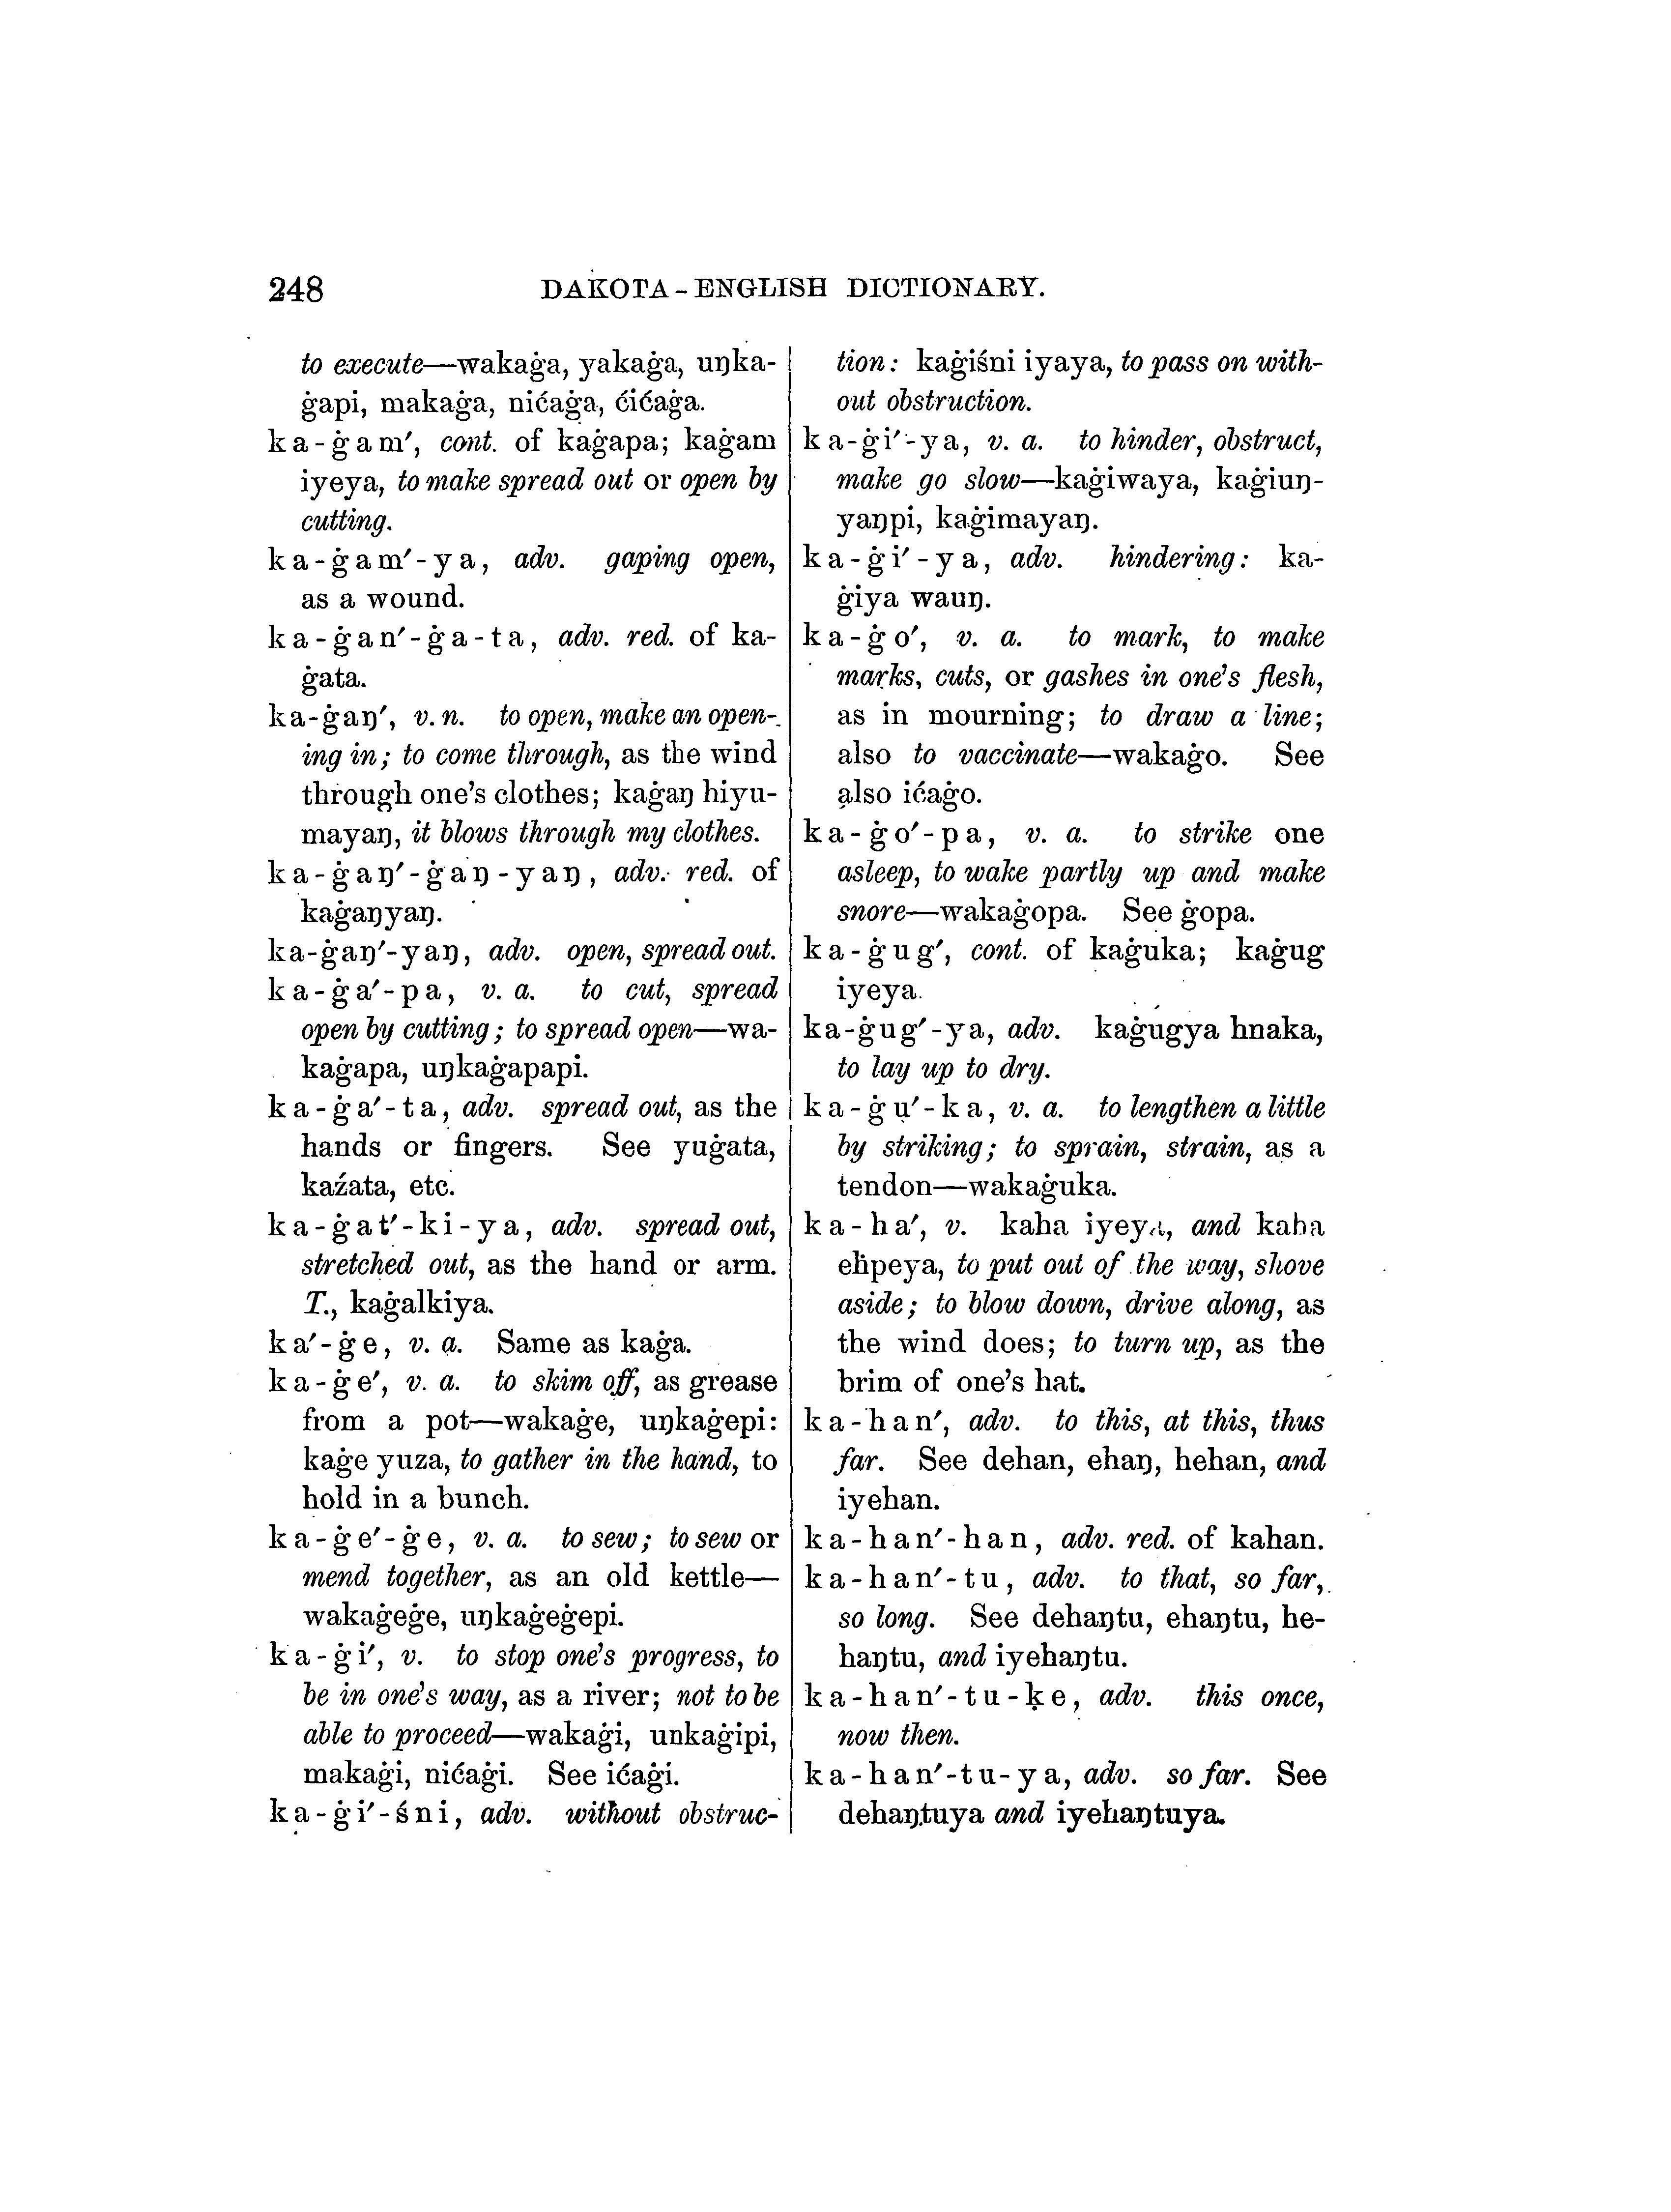 248
DAKOTA-ENGLISH DICTIONARY.
to execute—wakaġa, yakaġa, uŋka-
ġapi, makaġa, nićaġa, ćićaġa.
ka-ġam′, cont. of kaġapa; kaġam
iyeya, to make spread out or open by
cutting.
ka-ġam′-ya, adv. gaping open,
as a wound.
ka-ġan′-ġa-ta, adv. red. of ka-
ġata.
ka-ġaŋ′, v. n. to open, make an open-
ing in; to come through, as the wind
through one's clothes; kaġaŋ hiyu-
mayaŋ, it blows through my clothes.
ka-ġaŋ′-ġaŋ-yaŋ, adv. red. of
kaġaŋyaŋ.
ka-ġaŋ′-yaŋ, adv. open, spread out.
ka-ġa′-pa, v. a. to cut, spread
open by cutting; to spread open—wa-
kaġapa, uŋkaġapapi.
ka-ġa′-ta, adv. spread out, as the
hands or fingers. See yuġata,
kaźata, etc.
ka-ġat′-ki-ya, adv. spread out,
stretched out, as the hand or arm.
T., kaġalkiya.
ka′-ġe, v. a. Same as kaġa.
ka-ġe′, v. a. to skim off, as grease
from a pot—wakaġe, uŋkaġepi:
kaġe yuza, to gather in the hand, to
hold in a bunch.
ka-ġe′-ġe, v. a. to sew; to sew or
mend together, as an old kettle—
wakaġeġe, uŋkaġeġepi.
ka-ġi′, v. to stop one's progress, to
be in one's way, as a river; not to be
able to proceed—wakaġi, unkaġipi,
makaġi, nićaġi. See ićaġi.
ka-ġi′-śni, adv. without obstruc-
tion: kaġiśni iyaya, to pass on with-
out obstruction.
ka-ġi′-ya, v. a. to hinder, obstruct,
make go slow—kaġiwaya, kaġiuŋ-
yaŋpi, kaġimayaŋ.
ka-ġi′-ya, adv. hindering: ka-
ġiya wauŋ.
ka-ġo′, v. a. to mark, to make
marks, cuts, or gashes in one's flesh,
as in mourning; to draw a line;
also to vaccinate—wakaġo. See
also ićaġo.
ka-ġo′-pa, v. a. to strike one
asleep, to wake partly up and make
snore—wakaġopa. See ġopa.
ka-ġug′, cont. of kaġuka; kaġug
iyeya.
ka-ġug′-ya, adv. kaġugya hnaka,
to lay up to dry.
ka-ġu′-ka, v. a. to lengthen a little
by striking; to sprain, strain, as a
tendon—wakaġuka.
ka-ha′, v. kaha iyeya, and kaha
eḣpeya, to put out of the way, shove
aside; to blow down, drive along, as
the wind does; to turn up, as the
brim of one's hat.
ka-han′, adv. to this, at this, thus
far. See dehan, ehaŋ, hehan, and
iyehan.
ka-han′-han, adv. red. of kahan.
ka-han′-tu, adv. to that, so far,
so long. See dehaŋtu, ehaŋtu, he-
haŋtu, and iyehaŋtu.
ka-han′-tu-ḳe, adv. this once,
now then.
ka-han′-tu-ya, adv. so far. See
dehaŋtuya and iyehaŋtuya.